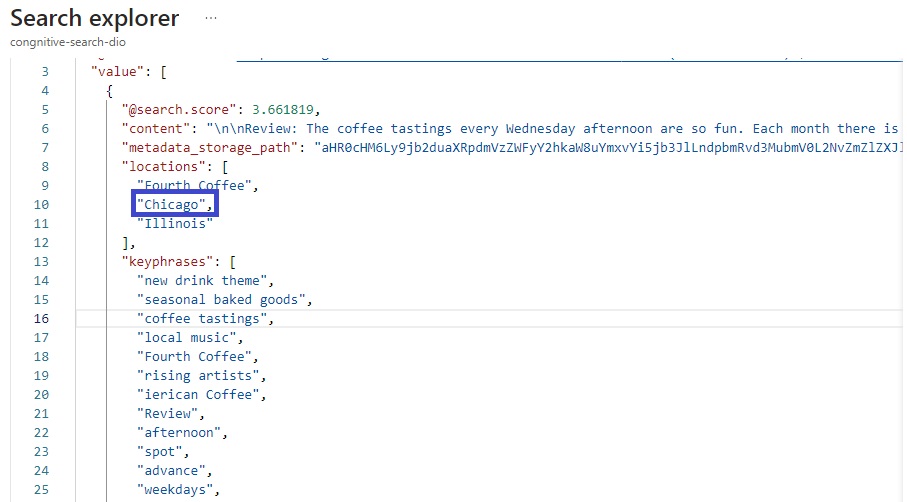 Search explorer ...
congnitive-search-dio
3 "value": [
4 {
5 "@search.score": 3.661819,
6 "content": "\n\nReview: The coffee tastings every Wednesday afternoon are so fun. Each month there is
7 "metadata_storage_path":
8 "locations": [
9 "Fourth Coffee",
10 "Chicago",
11 "Illinois"
12 ],
13 "keyphrases": [
14 "new drink theme",
15 "seasonal baked goods",
16 "coffee tastings",
17 "local music",
18 "Fourth Coffee",
19 "rising artists",
20 "ierican Coffee",
21 "Review",
22 "afternoon",
23 "spot",
24 "advance",
25 "weekdays",